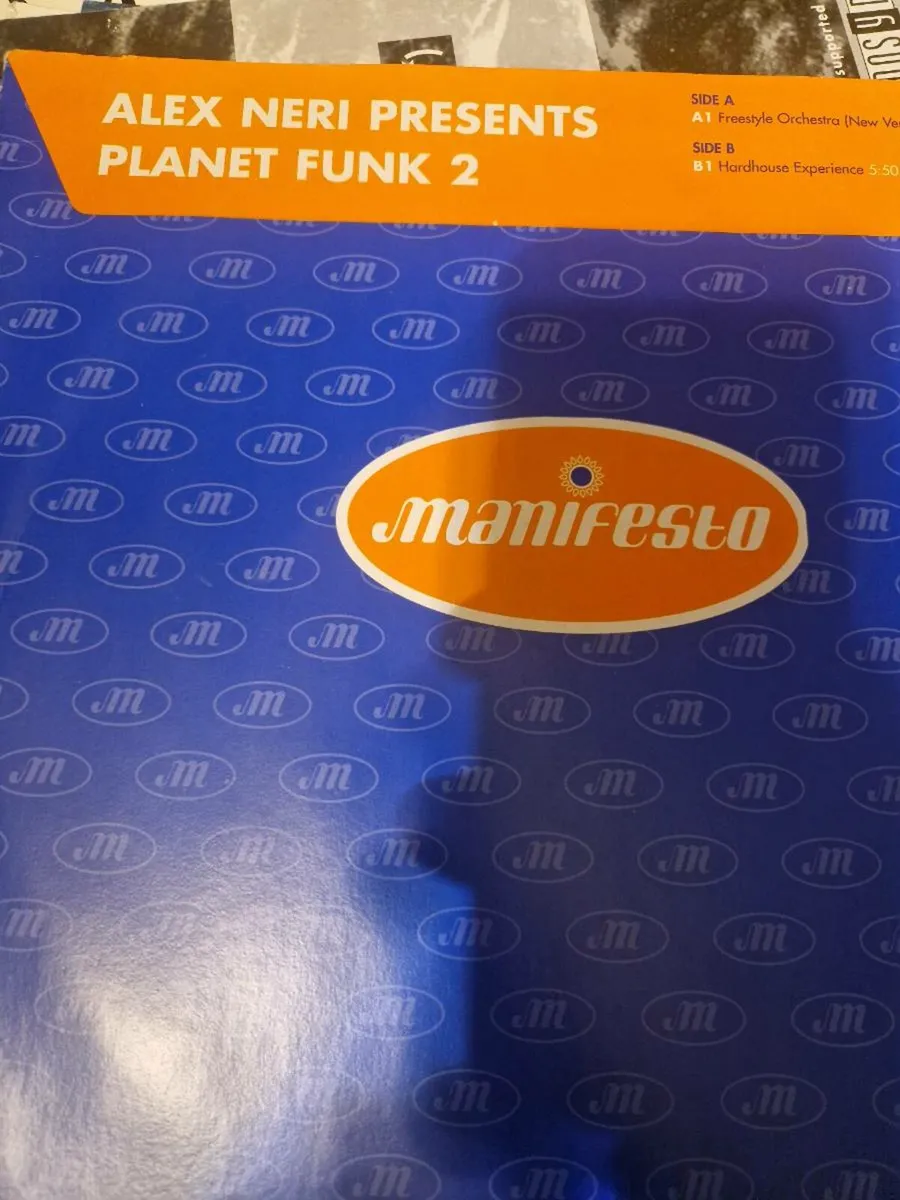 supported
ALEX NERI PRESENTS
PLANET FUNK 2
SIDE A
A1 Freestyle Orchestra (New Ve
SIDE B
B1 Hardhouse Experience 5:50
manifesto